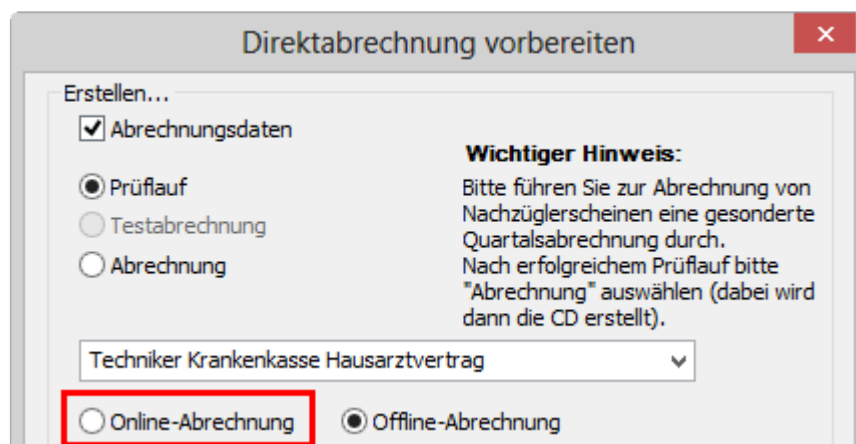 Direktabrechnung vorbereiten
Erstellen...
Abrechnungsdaten
Wichtiger Hinweis:
Prüflauf
Bitte führen Sie zur Abrechnung von
Testabrechnung
Nachzüglerscheinen eine gesonderte
Quartalsabrechnung durch.
Abrechnung
Nach erfolgreichem Prüflauf bitte
"Abrechnung" auswählen (dabei wird
dann die CD erstellt).
Techniker Krankenkasse Hausarztvertrag
Online-Abrechnung Offline-Abrechnung